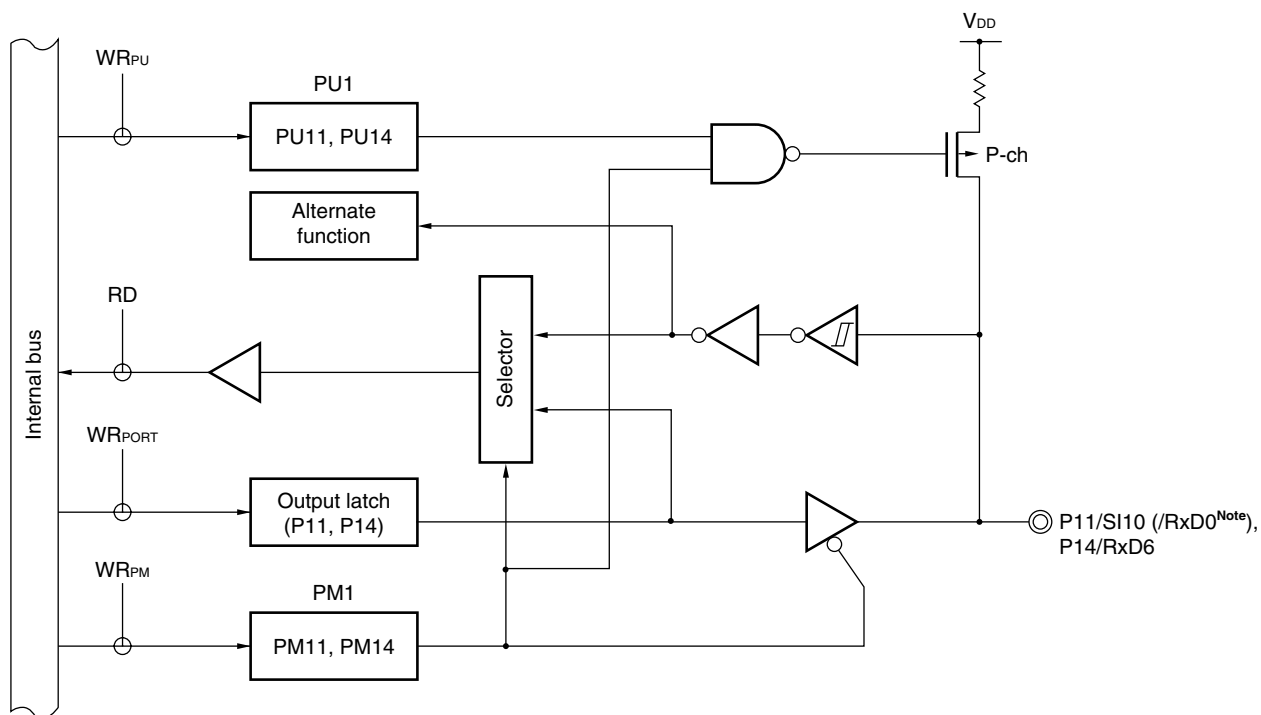 VDD
WRPU
PU1
PU11, PU14
P-ch
Alternate
function
RD
Selector
Internal bus
WRPORT
Output latch
(P11, P14)
P11/SI10 (/RxD0Note),
P14/RxD6
WRPM
PM1
PM11, PM14